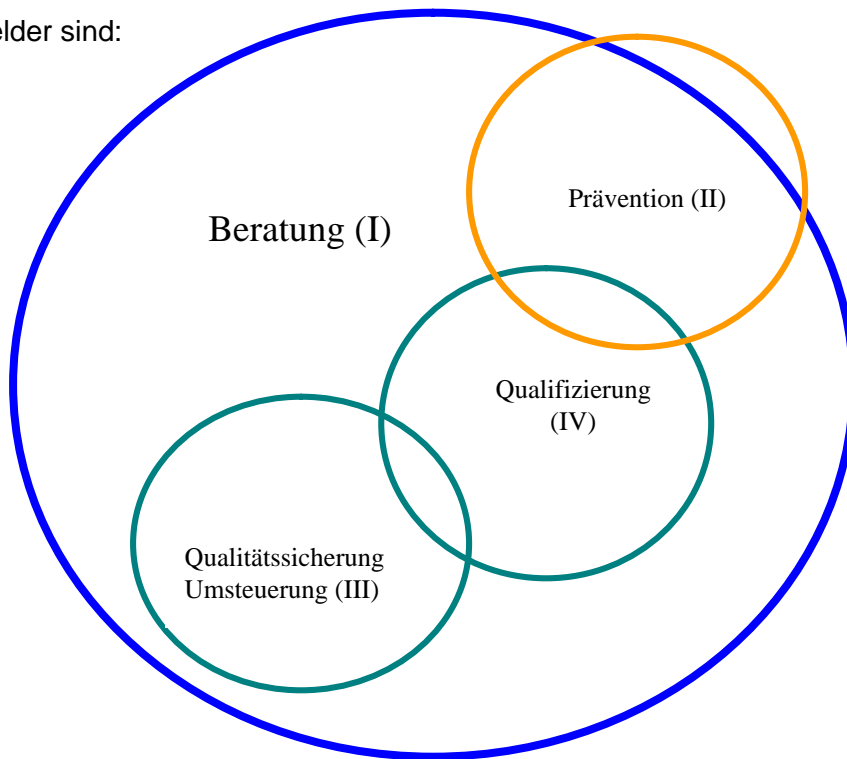 elder sind:
Prävention (II)
Beratung (I)
Qualifizierung
(IV)
Qualitätssicherung
Umsteuerung (III)